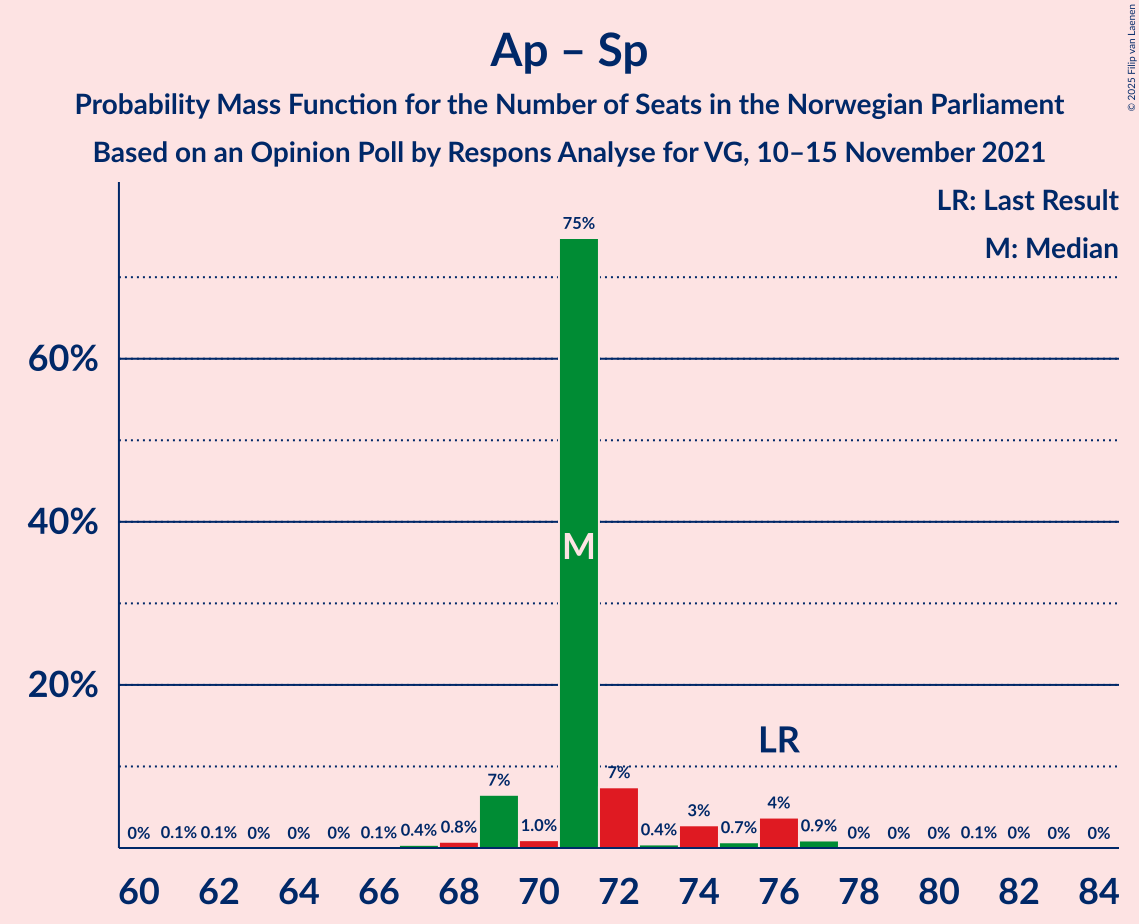 Ap – Sp
Probability Mass Function for the Number of Seats in the Norwegian Parliament
Based on an Opinion Poll by Respons Analyse for VG, 10–15 November 2021
© 2025 Filip van Laenen
LR: Last Result
M: Median
75%
60%
40%
M
20%
LR
0% 0.1% 0.1% 0% 0% 0% 0.1% 0.4% 0.8% 7% 1.0% 7% 0.4% 3% 0.7% 4% 0.9% 0% 0% 0% 0.1% 0% 0% 0%
60 62 64 66 68 70 72 74 76 78 80 82 84